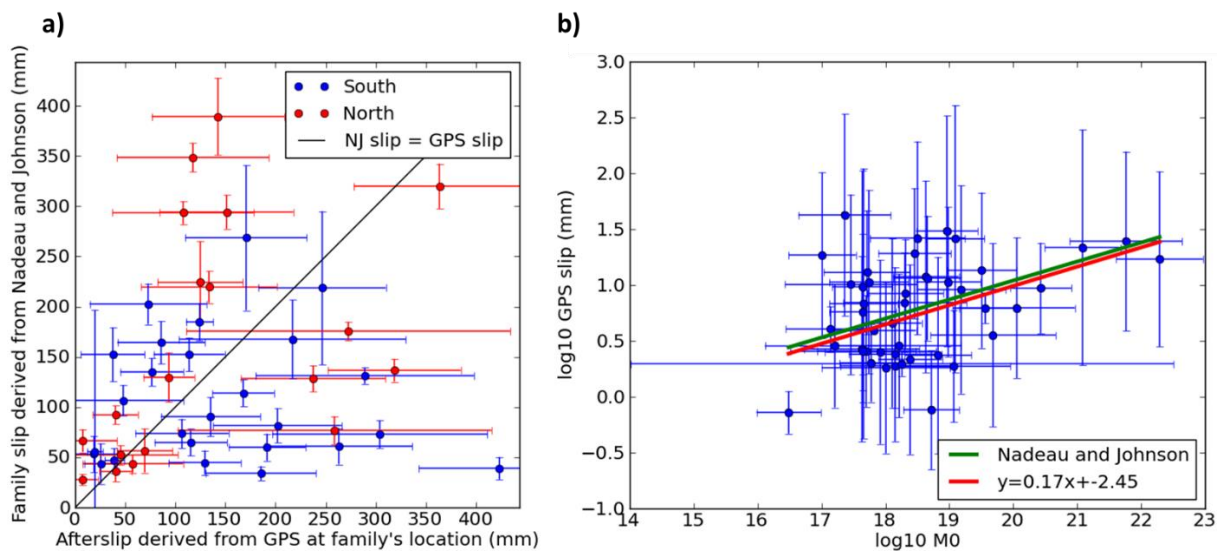 a)
Family slip derived from Nadeau and Johnson (mm)
400
350
300
250
200
150
100
50
0
South
North
NJ slip = GPS slip
0 50 100 150 200 250 300 350 400
Afterslip derived from GPS at family's location (mm)
b)
log10 GPS slip (mm)
3.0
2.5
2.0
1.5
1.0
0.5
0.0
−0.5
−1.0
Nadeau and Johnson
y=0.17x+-2.45
14 15 16 17 18 19 20 21 22 23
log10 M0